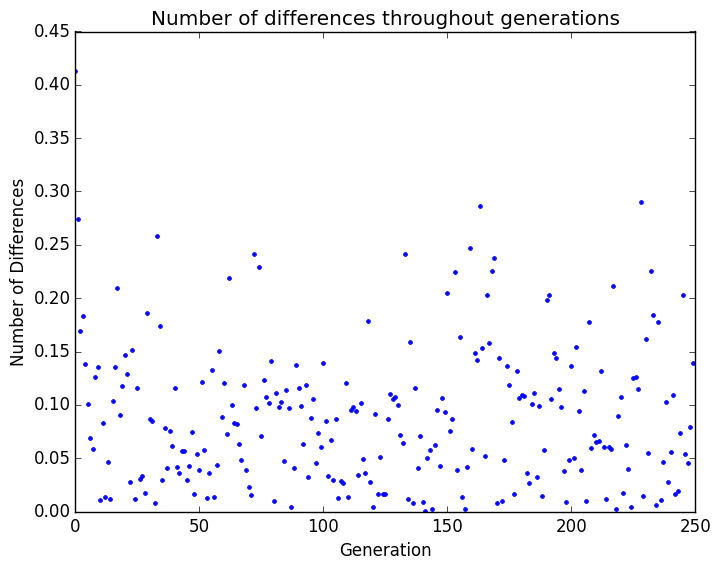 Number of differences throughout generations
0.45
0.40
0.35
0.30
0.25
0.20
0.15
0.10
0.05
0.00
Number of Differences
0 50 100 150 200 250
Generation